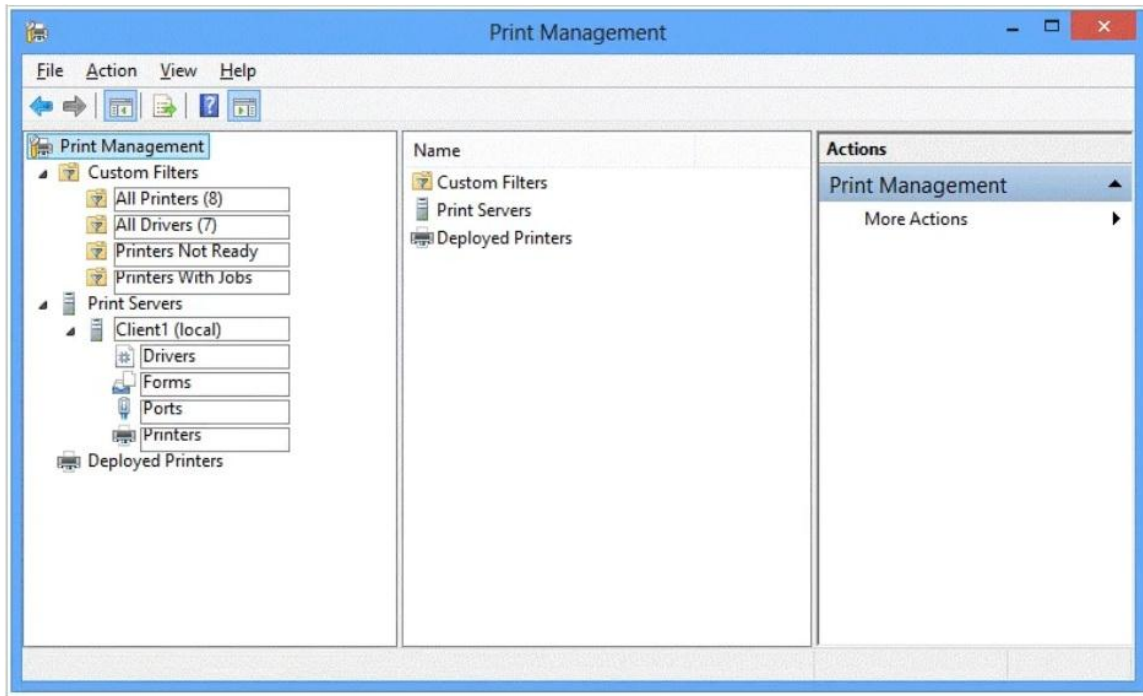 Print Management
File Action View Help
Print Management
Custom Filters
All Printers (8)
All Drivers (7)
Printers Not Ready
Printers With Jobs
Print Servers
Client1 (local)
Drivers
Forms
Ports
Printers
Deployed Printers
Name
Custom Filters
Print Servers
Deployed Printers
Actions
Print Management
More Actions